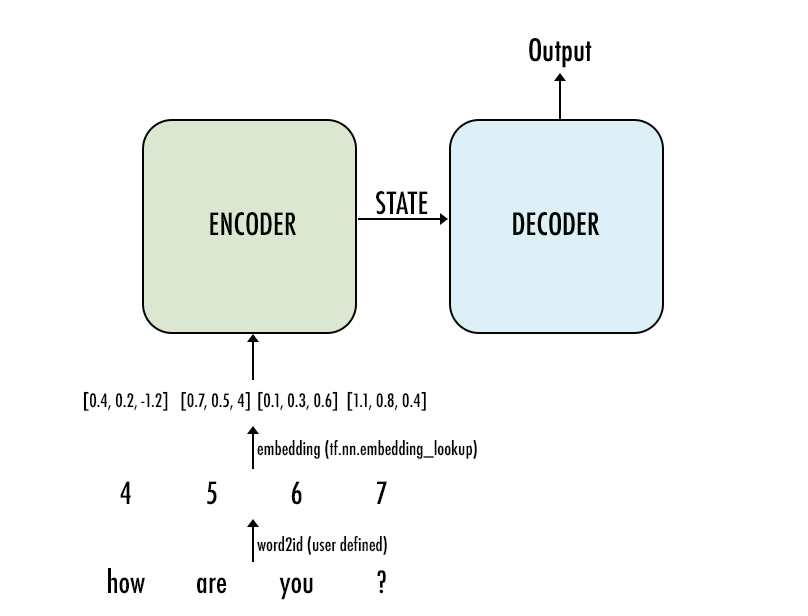 Output
ENCODER
STATE
DECODER
[0.4, 0.2, -1.2] [0.7, 0.5, 4] [0.1, 0.3, 0.6] [1.1, 0.8, 0.4]
embedding (tf.nn.embedding_lookup)
4 5 6 7
word2id (user defined)
how are you ?